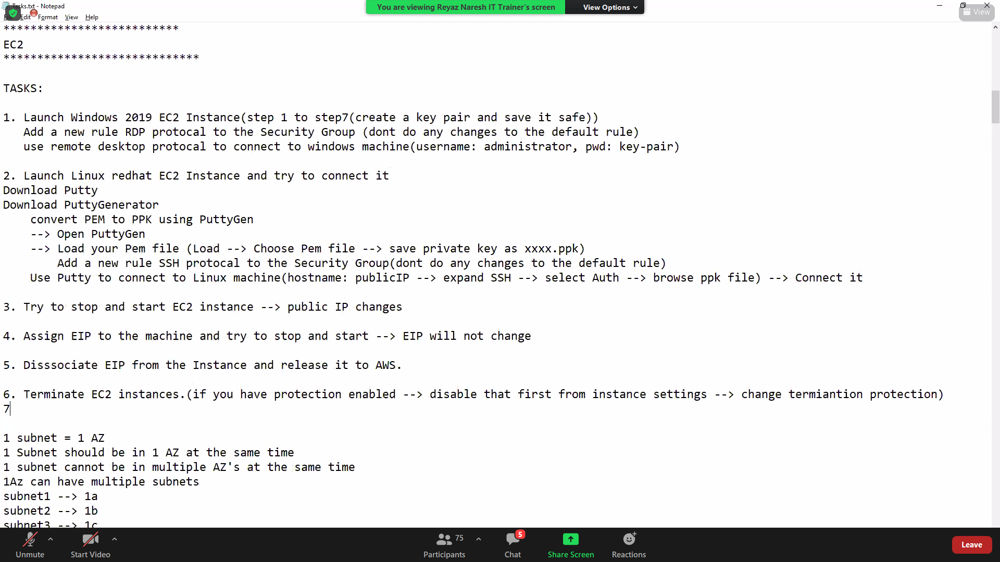 Tasks.txt - Notepad
You are viewing Reyaz Naresh IT Trainer's screen
View Options
View
File Edit Format View Help
**************************
EC2
*****************************
TASKS:
1. Launch Windows 2019 EC2 Instance(step 1 to step7(create a key pair and save it safe))
Add a new rule RDP protocal to the Security Group (dont do any changes to the default rule)
use remote desktop protocal to connect to windows machine(username: administrator, pwd: key-pair)
2. Launch Linux redhat EC2 Instance and try to connect it
Download Putty
Download PuttyGenerator
convert PEM to PPK using PuttyGen
--> Open PuttyGen
--> Load your Pem file (Load --> Choose Pem file --> save private key as xxxx.ppk)
Add a new rule SSH protocal to the Security Group(dont do any changes to the default rule)
Use Putty to connect to Linux machine(hostname: publicIP --> expand SSH --> select Auth --> browse ppk file) --> Connect it
3. Try to stop and start EC2 instance --> public IP changes
4. Assign EIP to the machine and try to stop and start --> EIP will not change
5. Disssociate EIP from the Instance and release it to AWS.
6. Terminate EC2 instances.(if you have protection enabled --> disable that first from instance settings --> change termiantion protection)
7
1 subnet = 1 AZ
1 Subnet should be in 1 AZ at the same time
1 subnet cannot be in multiple AZ's at the same time
1Az can have multiple subnets
subnet1 --> 1a
subnet2 --> 1b
subnet3 --> 1c
Unmute
Start Video
Participants 75
Chat 5
Share Screen
Reactions
Leave